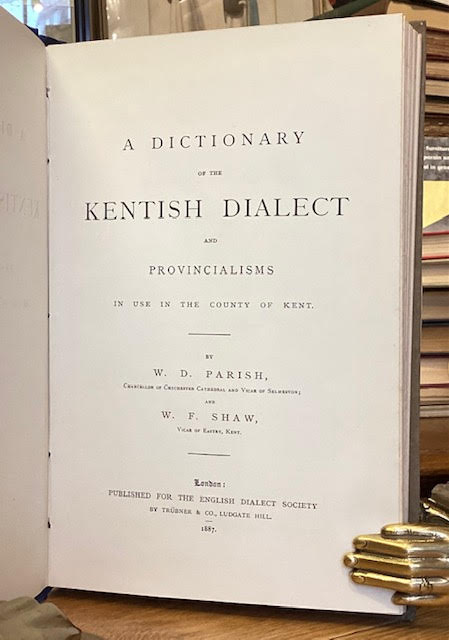 A DICTIONARY
OF THE
KENTISH DIALECT
AND
PROVINCIALISMS
IN USE IN THE COUNTY OF KENT.
BY
W. D. PARISH,
CHANCELLOR OF CHICHESTER CATHEDRAL AND VICAR OF SELMESTON;
AND
W. F. SHAW,
VICAR OF EASTRY, KENT.
London:
PUBLISHED FOR THE ENGLISH DIALECT SOCIETY
BY TRÜBNER & CO., LUDGATE HILL.
1887.